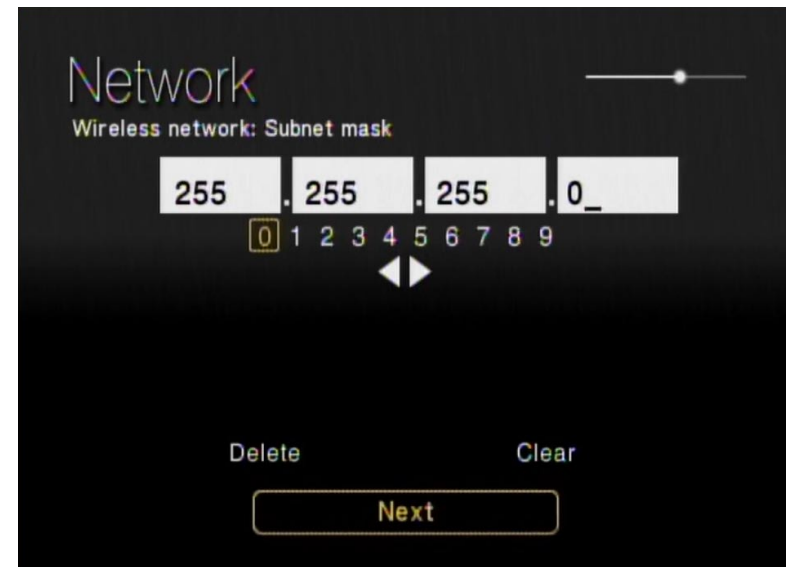 Network
Wireless network: Subnet mask
255 . 255 . 255 . 0_
0 1 2 3 4 5 6 7 8 9
Delete Clear
Next